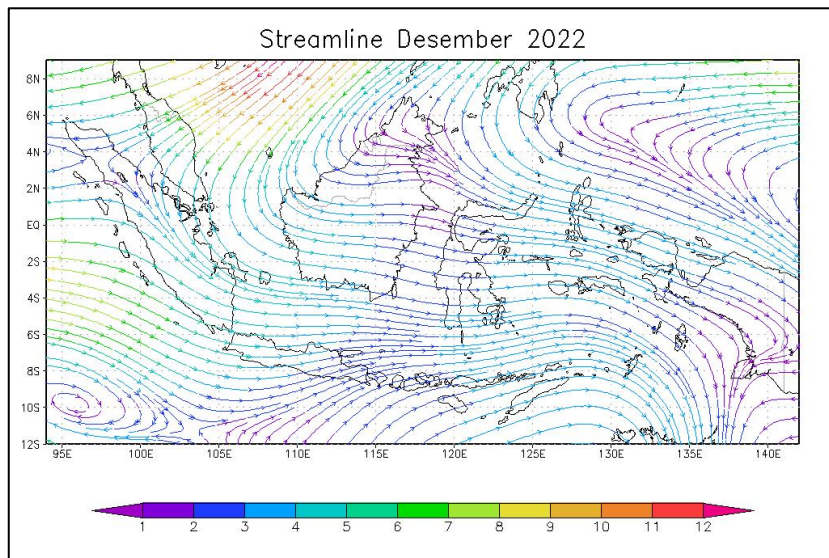 Streamline Desember 2022
8N
6N
4N
2N
EQ
2S
4S
6S
8S
10S
12S
95E 100E 105E 110E 115E 120E 125E 130E 135E 140E
1 2 3 4 5 6 7 8 9 10 11 12